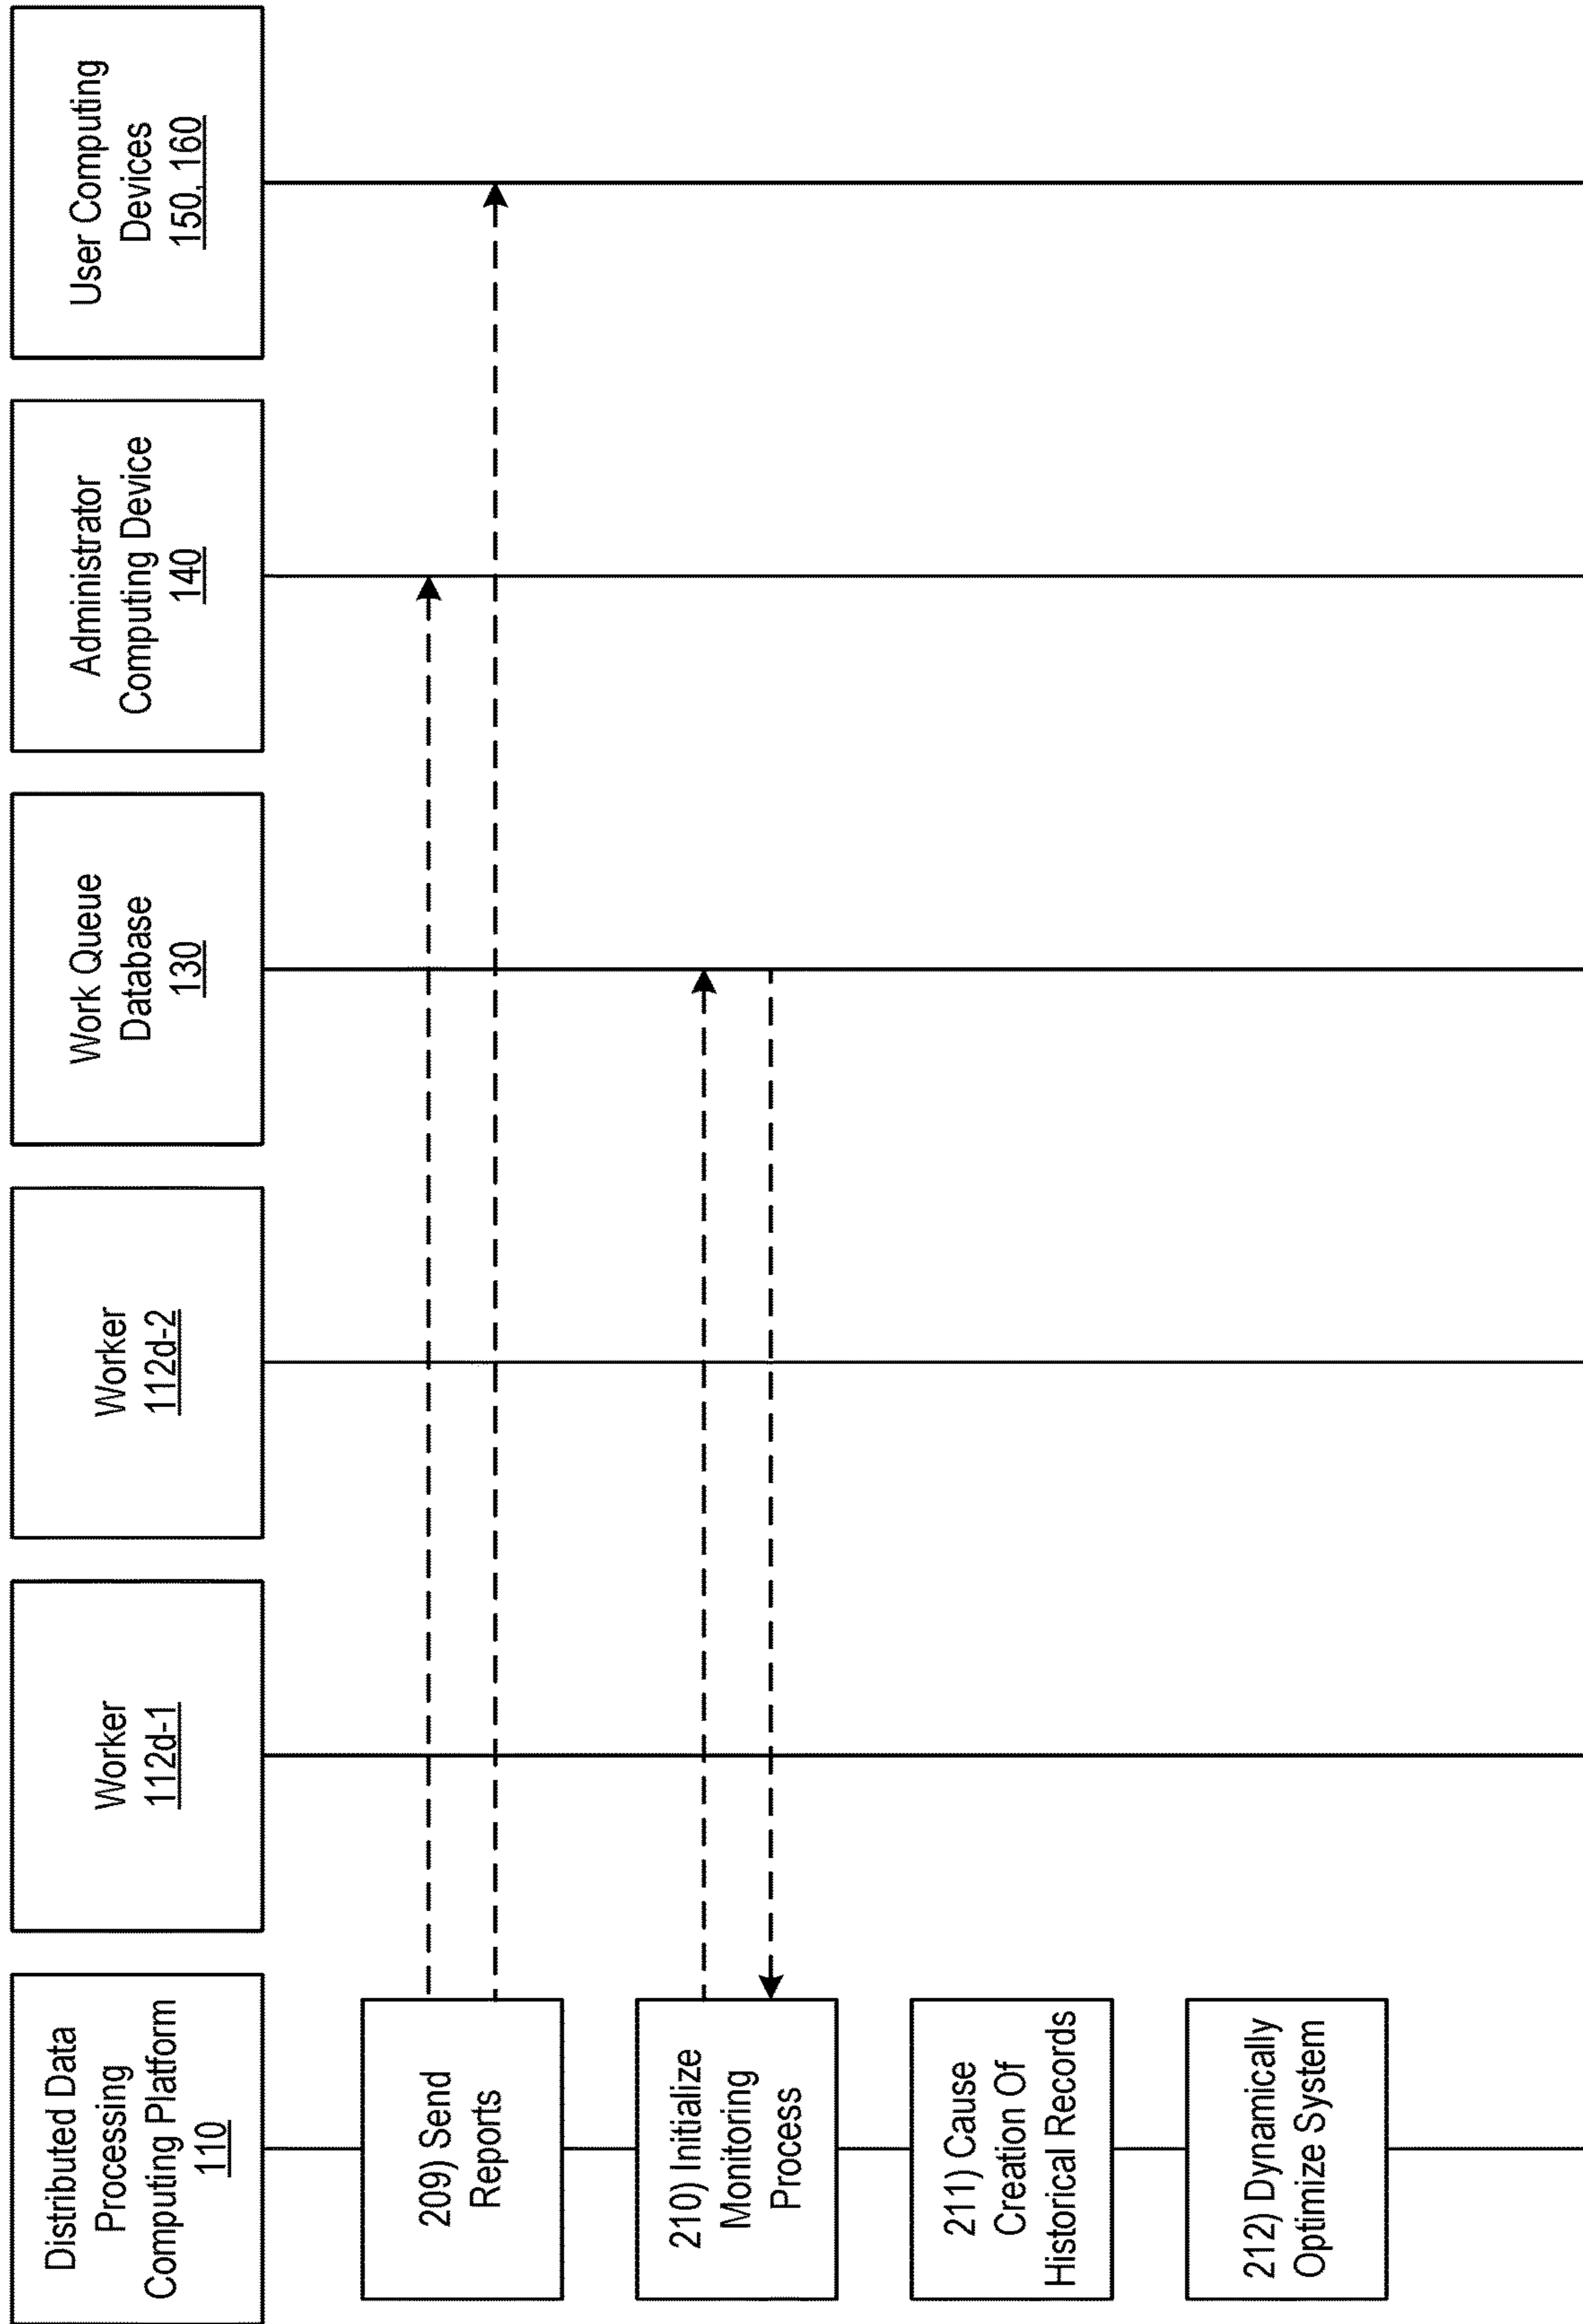 Distributed Data
Processing
Computing Platform
110
Worker
112d-1
Worker
112d-2
Work Queue
Database
130
Administrator
Computing Device
140
User Computing
Devices
150, 160
209) Send
Reports
210) Initialize
Monitoring
Process
211) Cause
Creation Of
Historical Records
212) Dynamically
Optimize System